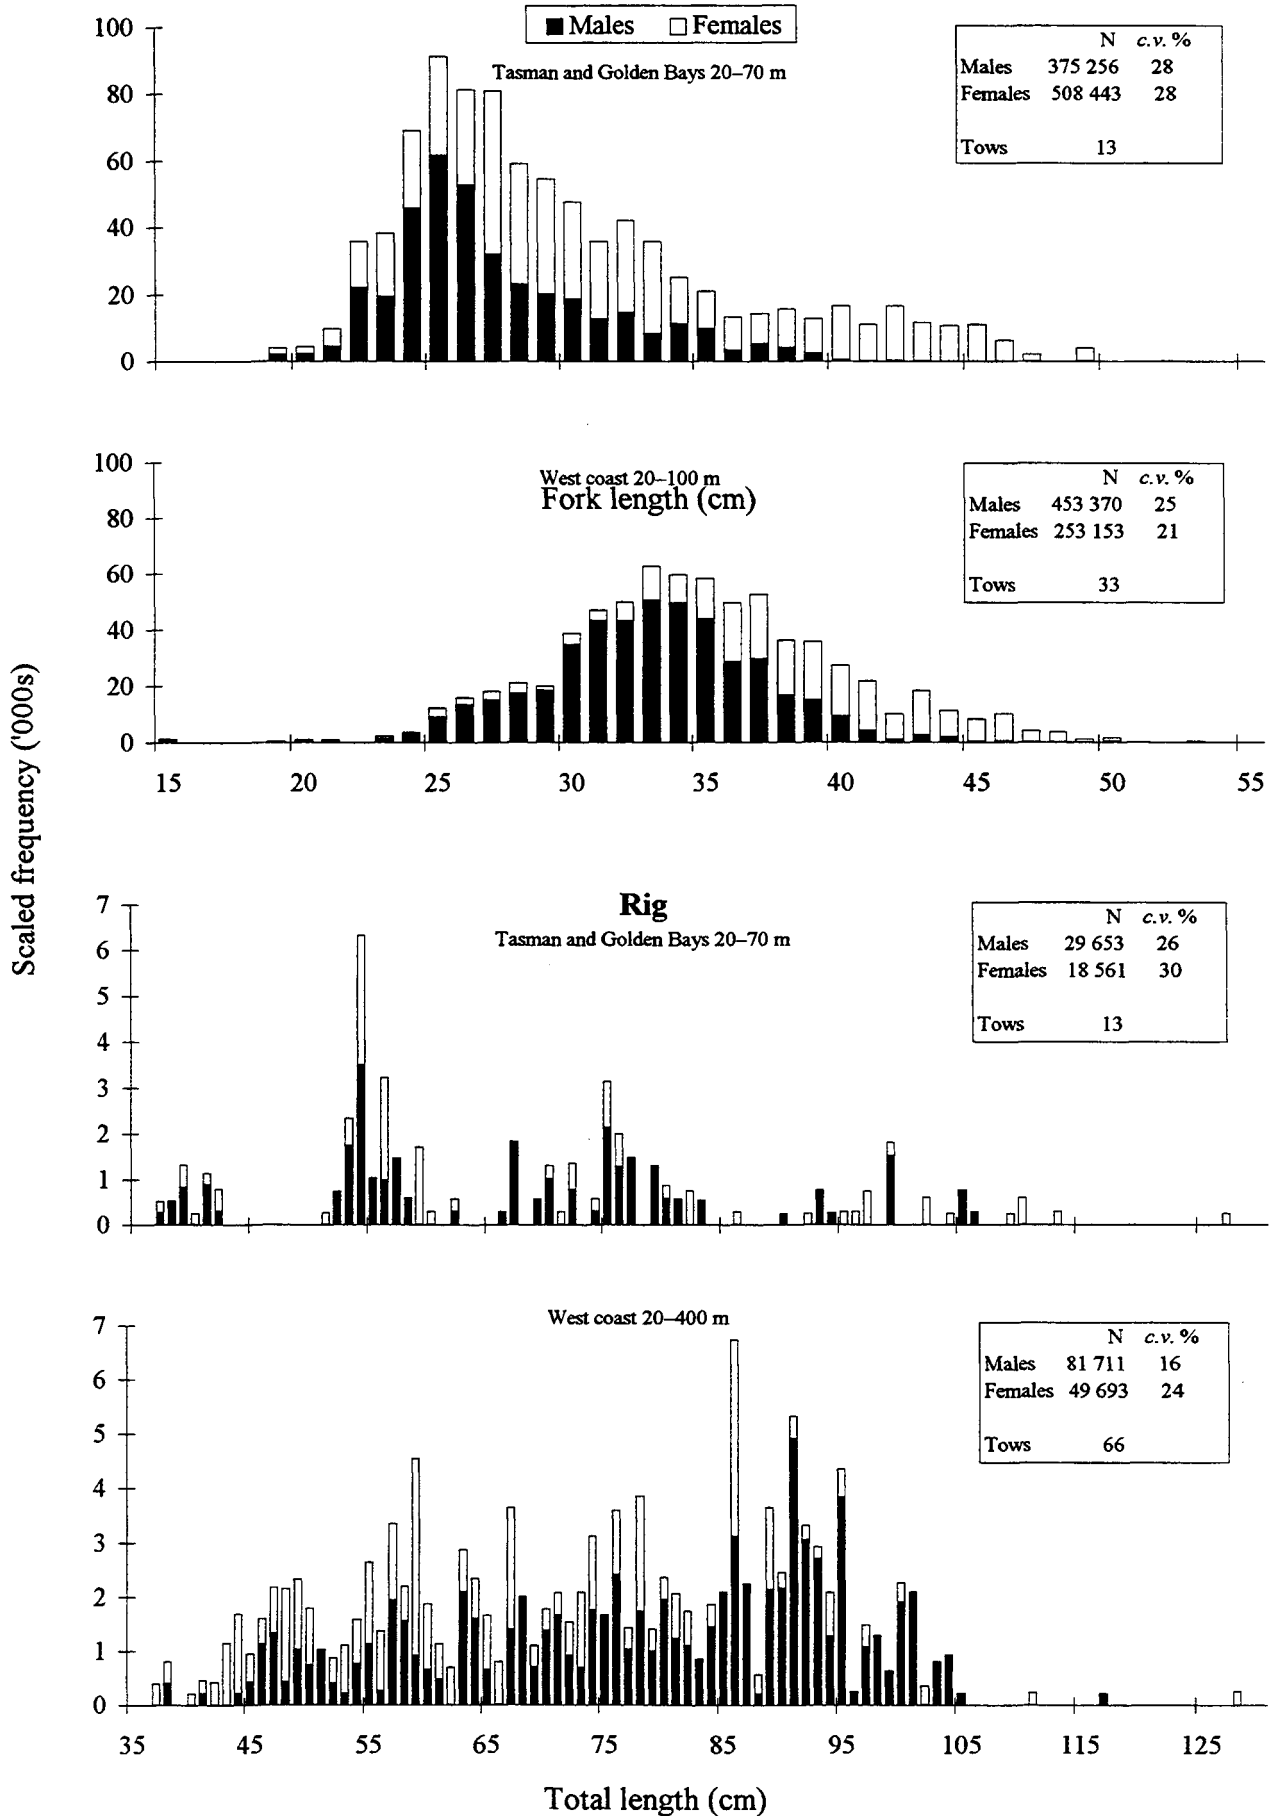 Males Females
Tasman and Golden Bays 20–70 m
N c.v. %
Males 375 256 28
Females 508 443 28
Tows 13
100
80
60
40
20
0
West coast 20–100 m
Fork length (cm)
N c.v. %
Males 453 370 25
Females 253 153 21
Tows 33
100
80
60
40
20
0
15 20 25 30 35 40 45 50 55
Scaled frequency ('000s)
Rig
Tasman and Golden Bays 20–70 m
N c.v. %
Males 29 653 26
Females 18 561 30
Tows 13
7
6
5
4
3
2
1
0
West coast 20–400 m
N c.v. %
Males 81 711 16
Females 49 693 24
Tows 66
7
6
5
4
3
2
1
0
35 45 55 65 75 85 95 105 115 125
Total length (cm)